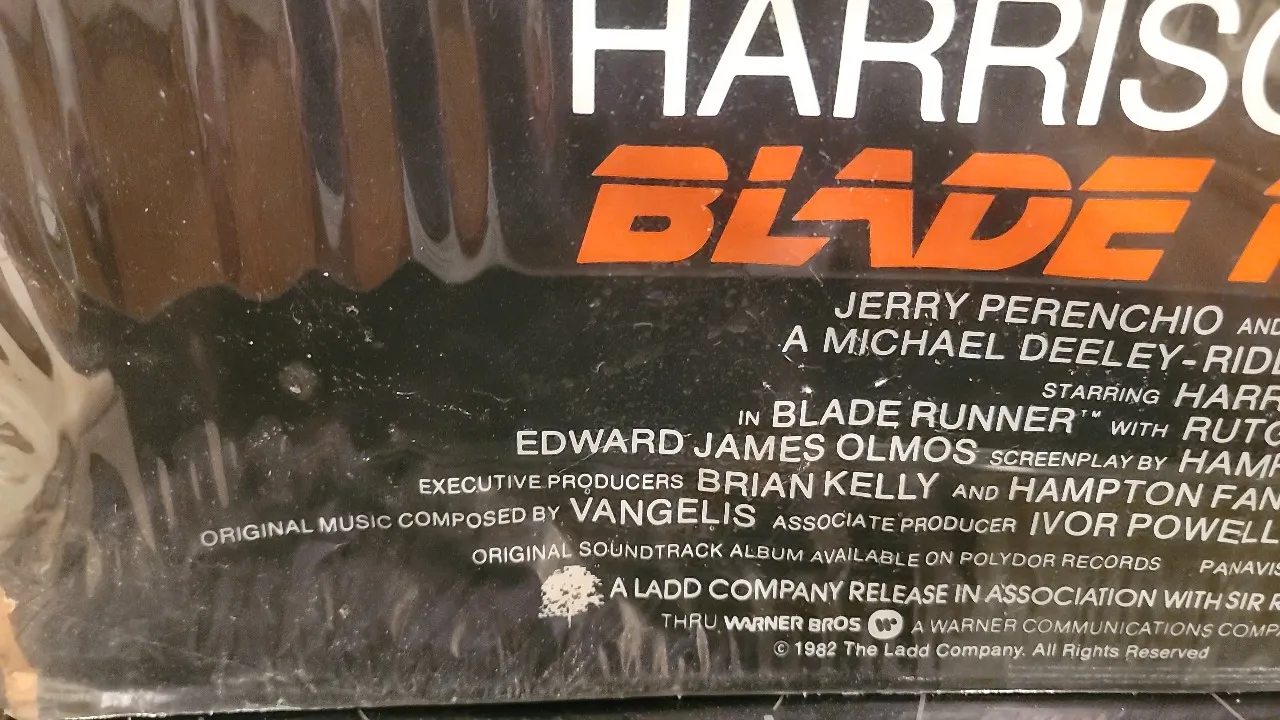 HARRISO
BLADE
JERRY PERENCHIO AND
A MICHAEL DEELEY-RIDL
STARRING HARR
IN BLADE RUNNER™ WITH RUTG
EDWARD JAMES OLMOS SCREENPLAY BY HAMP
EXECUTIVE PRODUCERS BRIAN KELLY AND HAMPTON FAN
ORIGINAL MUSIC COMPOSED BY VANGELIS ASSOCIATE PRODUCER IVOR POWELL
ORIGINAL SOUNDTRACK ALBUM AVAILABLE ON POLYDOR RECORDS PANAVIS
A LADD COMPANY RELEASE IN ASSOCIATION WITH SIR R
THRU WARNER BROS A WARNER COMMUNICATIONS COMPA
© 1982 The Ladd Company. All Rights Reserved